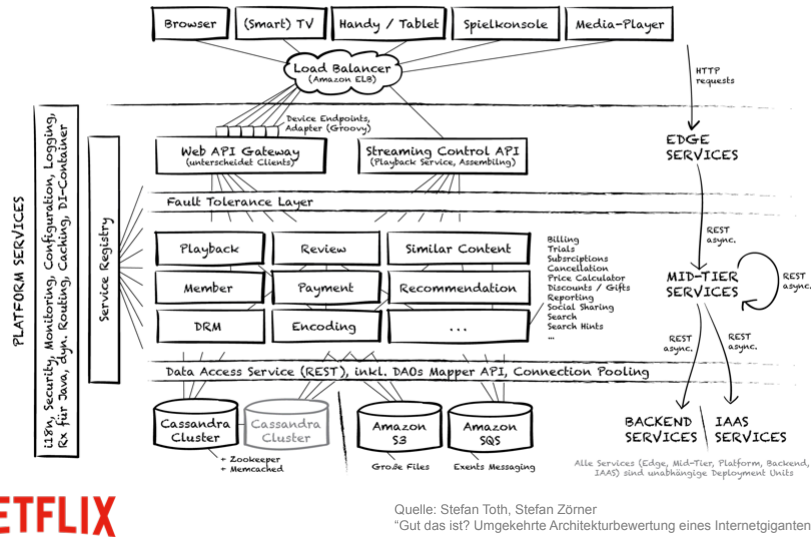 Browser
(Smart) TV
Handy / Tablet
Spielkonsole
Media-Player
Load Balancer
(Amazon ELB)
HTTP
requests
Device Endpoints,
Adapter (Groovy)
Web API Gateway
(unterscheidet Clients)
Streaming Control API
(Playback Service, Assembling)
EDGE
SERVICES
PLATFORM SERVICES
i18n, Security, Monitoring, Configuration, Logging,
Rx für Java, dyn. Routing, Caching, DI-Container
Service Registry
Fault Tolerance Layer
REST
async.
Playback
Review
Similar Content
Member
Payment
Recommendation
DRM
Encoding
...
Billing
Trials
Subsrciptions
Cancellation
Price Calculator
Discounts / Gifts
Reporting
Social Sharing
Search
Search Hints
...
MID-TIER
SERVICES
REST
async.
REST
async.
REST
async.
Data Access Service (REST), inkl. DAOs Mapper API, Connection Pooling
Cassandra
Cluster
Cassandra
Cluster
+ Zookeeper
+ Memcached
Amazon
S3
Große Files
Amazon
SQS
Exents Messaging
BACKEND
SERVICES
IAAS
SERVICES
Alle Services (Edge, Mid-Tier, Platform, Backend,
IAAS) sind unabhängige Deployment Units
ETFLIX
Quelle: Stefan Toth, Stefan Zörner
“Gut das ist? Umgekehrte Architekturbewertung eines Internetgiganten